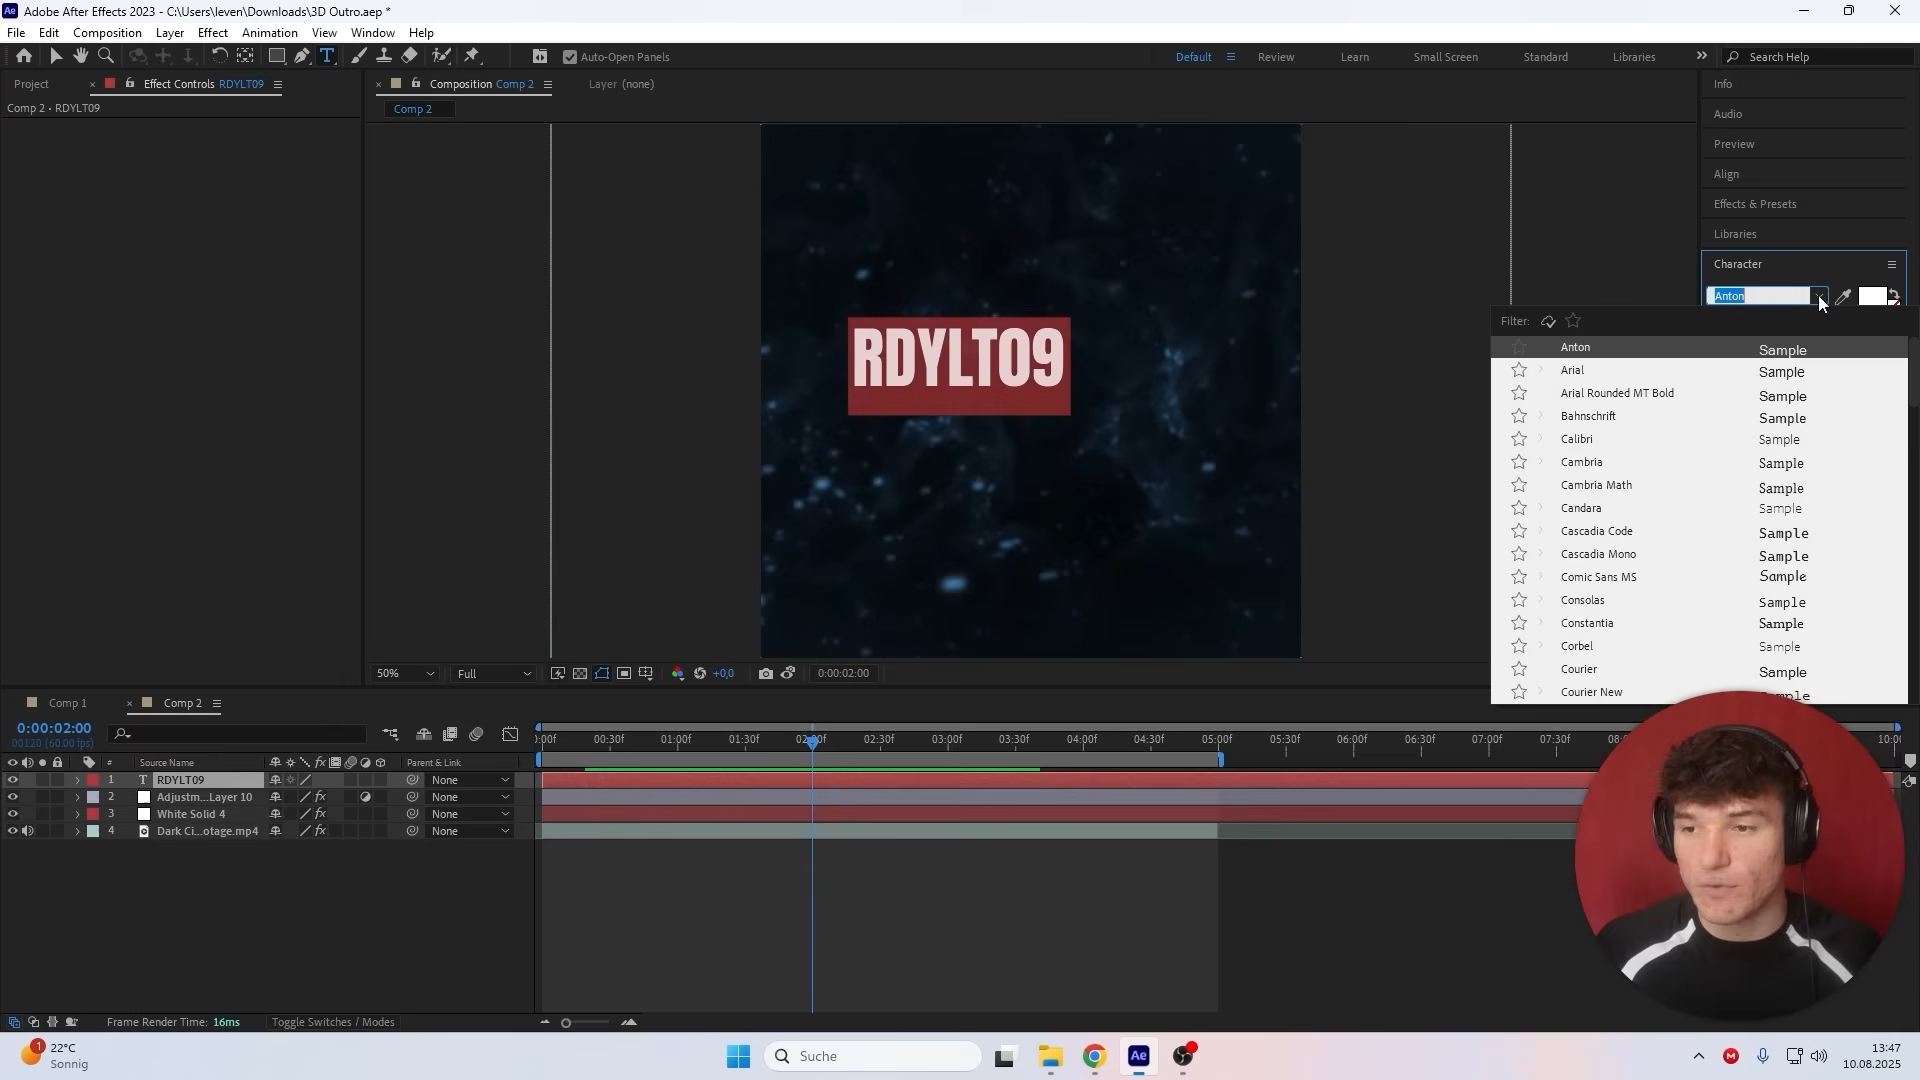 Adobe After Effects 2023 - C:\Users\leven\Downloads\3D Outro.aep *
File Edit Composition Layer Effect Animation View Window Help
Auto-Open Panels
Default Review Learn Small Screen Standard Libraries Search Help
Project Effect Controls RDYLT09
Composition Comp 2 Layer (none)
Comp 2 • RDYLT09
Comp 2
RDYLT09
50% Full +0,0 0:00:02:00
Info
Audio
Preview
Align
Effects & Presets
Libraries
Character
Anton
Filter:
Anton Sample
Arial Sample
Arial Rounded MT Bold Sample
Bahnschrift Sample
Calibri Sample
Cambria Sample
Cambria Math Sample
Candara Sample
Cascadia Code Sample
Cascadia Mono Sample
Comic Sans MS Sample
Consolas Sample
Constantia Sample
Corbel Sample
Courier Sample
Courier New
Comp 1 Comp 2
0:00:02:00
00120 (60.00 fps)
:00f 00:30f 01:00f 01:30f 02:00f 02:30f 03:00f 03:30f 04:00f 04:30f 05:00f 05:30f 06:00f 06:30f 07:00f 07:30f 10:0
# Source Name Parent & Link
1 RDYLT09 None
2 Adjustm...Layer 10 None
3 White Solid 4 None
4 Dark Ci...otage.mp4 None
Frame Render Time: 16ms Toggle Switches / Modes
1 22°C
Sonnig
Suche
13:47
10.08.2025